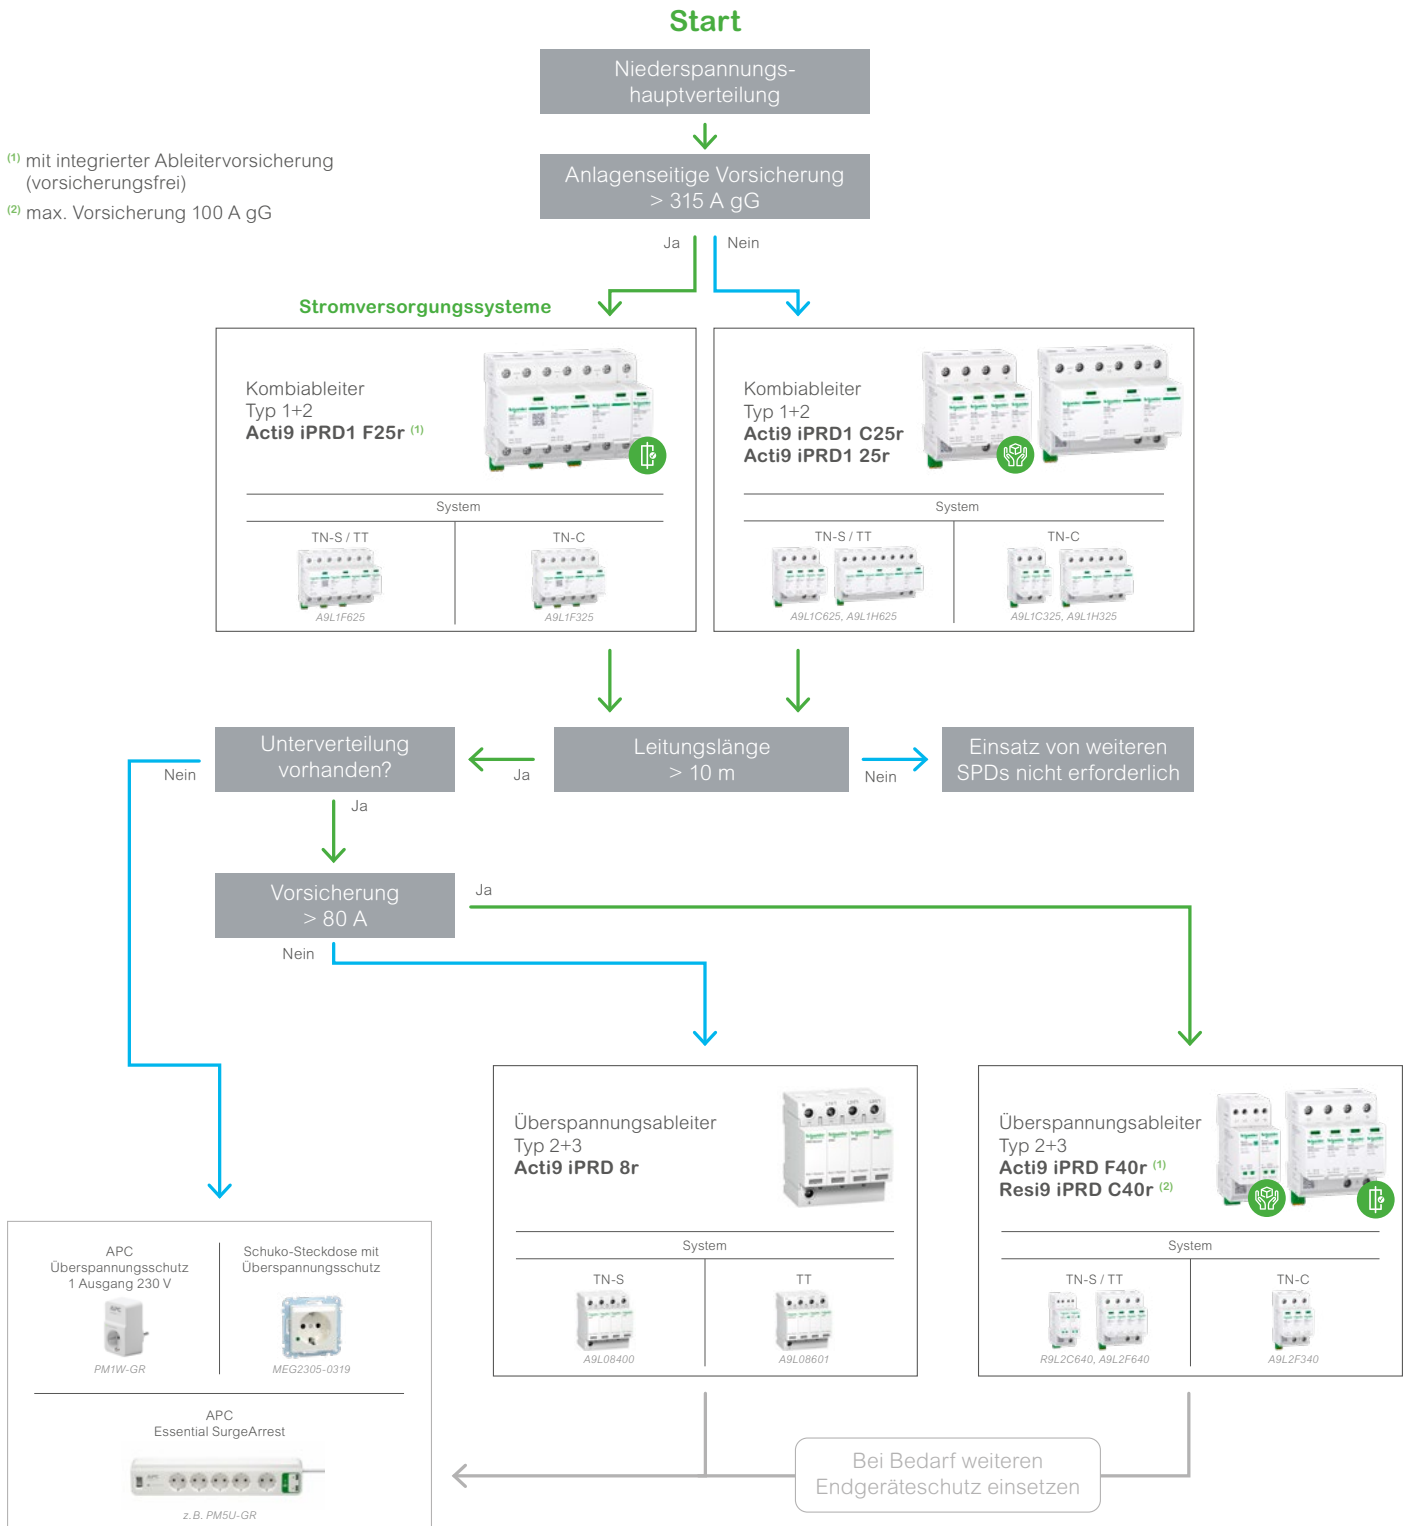 Start
Niederspannungs-
hauptverteilung
(1) mit integrierter Ableitervorsicherung
(vorsicherungsfrei)
(2) max. Vorsicherung 100 A gG
Anlagenseitige Vorsicherung
> 315 A gG
Ja
Nein
Stromversorgungssysteme
Kombiableiter
Typ 1+2
Acti9 iPRD1 F25r (1)
System
TN-S / TT
A9L1F625
TN-C
A9L1F325
Kombiableiter
Typ 1+2
Acti9 iPRD1 C25r
Acti9 iPRD1 25r
System
TN-S / TT
A9L1C625, A9L1H625
TN-C
A9L1C325, A9L1H325
Leitungslänge
> 10 m
Ja
Nein
Einsatz von weiteren
SPDs nicht erforderlich
Unterverteilung
vorhanden?
Nein
Ja
Vorsicherung
> 80 A
Ja
Nein
Überspannungsableiter
Typ 2+3
Acti9 iPRD 8r
System
TN-S
A9L08400
TT
A9L08601
Überspannungsableiter
Typ 2+3
Acti9 iPRD F40r (1)
Resi9 iPRD C40r (2)
System
TN-S / TT
R9L2C640, A9L2F640
TN-C
A9L2F340
APC
Überspannungsschutz
1 Ausgang 230 V
APC
PM1W-GR
Schuko-Steckdose mit
Überspannungsschutz
MEG2305-0319
APC
Essential SurgeArrest
APC
z.B. PM5U-GR
Bei Bedarf weiteren
Endgeräteschutz einsetzen